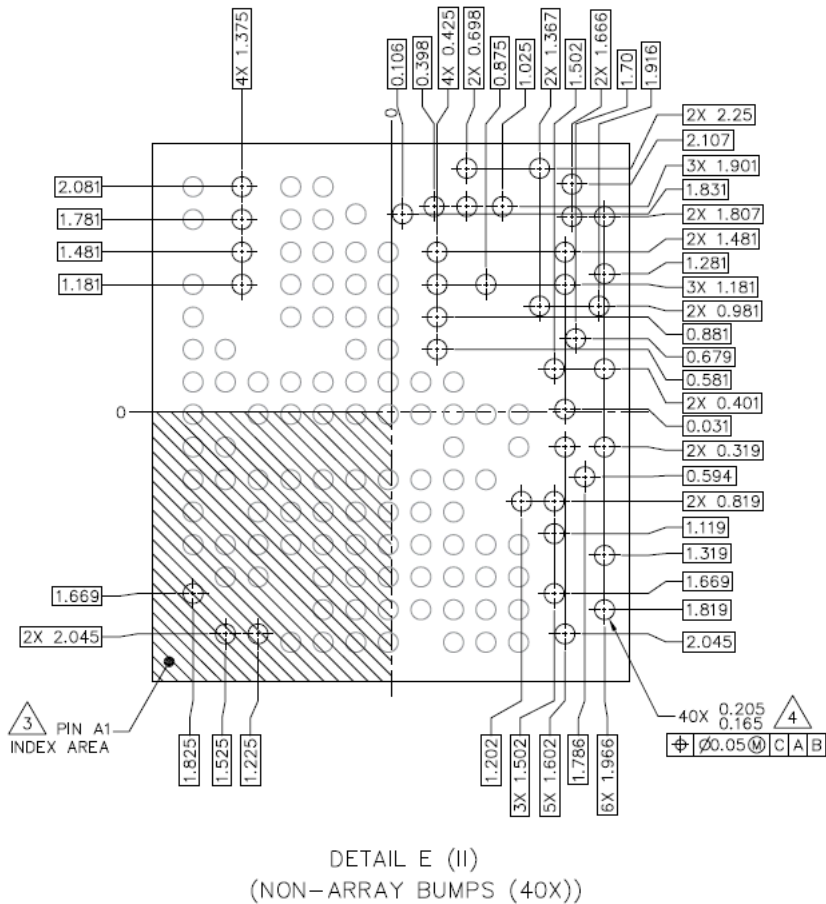 4X 1.375
0
0.106
0.398
4X 0.425
2X 0.698
0.875
1.025
2X 1.367
1.502
2X 1.666
1.70
1.916
2X 2.25
2.107
3X 1.901
1.831
2X 1.807
2X 1.481
1.281
3X 1.181
2X 0.981
0.881
0.679
0.581
2X 0.401
0.031
2X 0.319
0.594
2X 0.819
1.119
1.319
1.669
1.819
2.045
2.081
1.781
1.481
1.181
0
1.669
2X 2.045
3 PIN A1
INDEX AREA
1.825
1.525
1.225
1.202
3X 1.502
5X 1.602
1.786
6X 1.966
40X 0.205 4
0.165
⌖ Ø0.05 Ⓜ C A B
DETAIL E (II)
(NON-ARRAY BUMPS (40X))